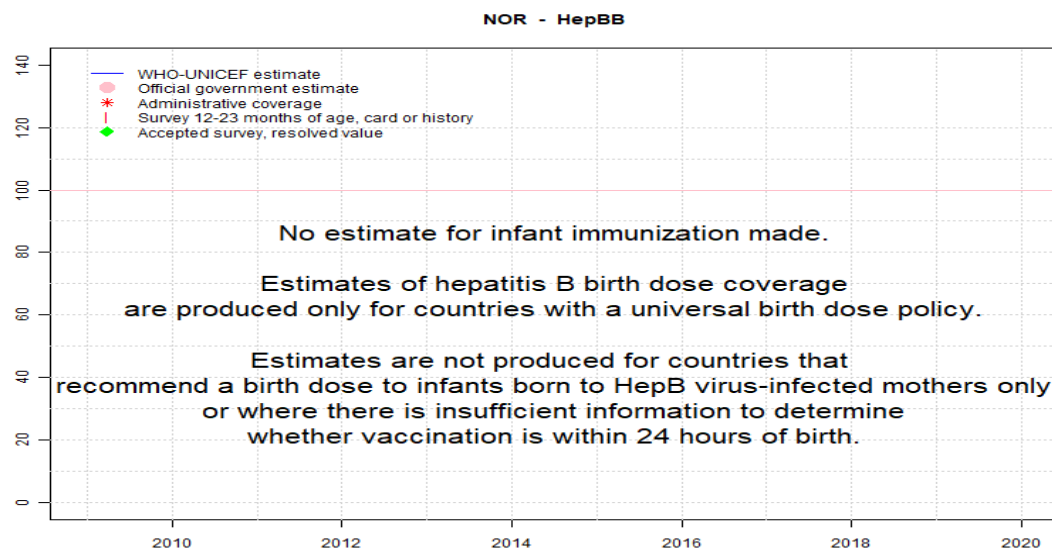 NOR - HepBB
WHO-UNICEF estimate
Official government estimate
Administrative coverage
Survey 12-23 months of age, card or history
Accepted survey, resolved value
140
120
100
80
60
40
20
0
No estimate for infant immunization made.
Estimates of hepatitis B birth dose coverage
are produced only for countries with a universal birth dose policy.
Estimates are not produced for countries that
recommend a birth dose to infants born to HepB virus-infected mothers only
or where there is insufficient information to determine
whether vaccination is within 24 hours of birth.
2010 2012 2014 2016 2018 2020